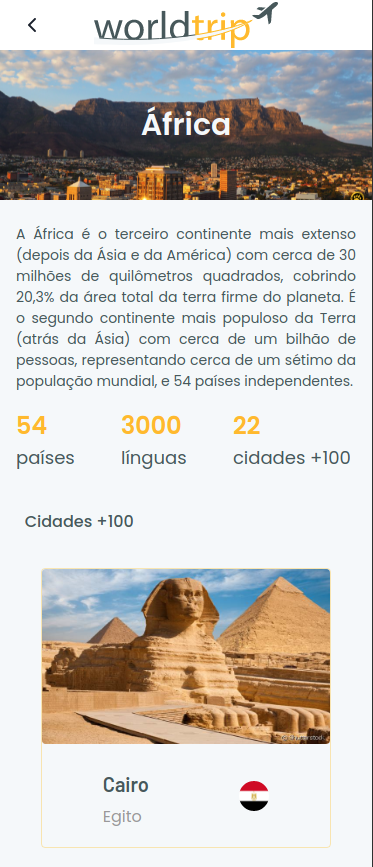 worldtrip
África
A África é o terceiro continente mais extenso
(depois da Ásia e da América) com cerca de 30
milhões de quilômetros quadrados, cobrindo
20,3% da área total da terra firme do planeta. É
o segundo continente mais populoso da Terra
(atrás da Ásia) com cerca de um bilhão de
pessoas, representando cerca de um sétimo da
população mundial, e 54 países independentes.
54 3000 22
países línguas cidades +100
Cidades +100
Cairo
Egito